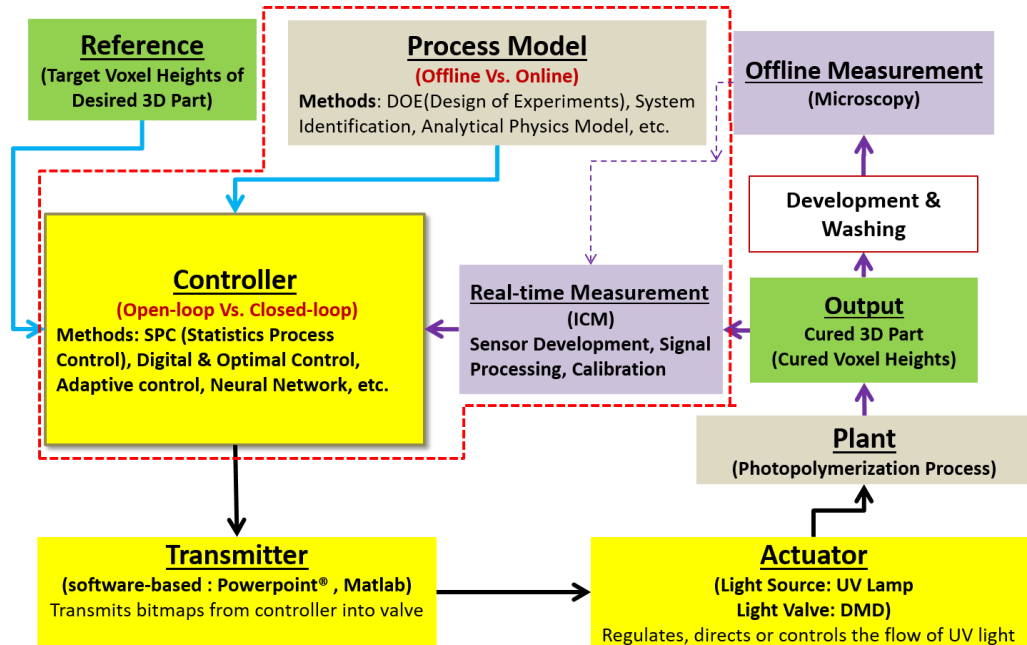 Reference
(Target Voxel Heights of
Desired 3D Part)
Process Model
(Offline Vs. Online)
Methods: DOE(Design of Experiments), System
Identification, Analytical Physics Model, etc.
Offline Measurement
(Microscopy)
Development &
Washing
Controller
(Open-loop Vs. Closed-loop)
Methods: SPC (Statistics Process
Control), Digital & Optimal Control,
Adaptive control, Neural Network, etc.
Real-time Measurement
(ICM)
Sensor Development, Signal
Processing, Calibration
Output
Cured 3D Part
(Cured Voxel Heights)
Plant
(Photopolymerization Process)
Transmitter
(software-based : Powerpoint® , Matlab)
Transmits bitmaps from controller into valve
Actuator
(Light Source: UV Lamp
Light Valve: DMD)
Regulates, directs or controls the flow of UV light